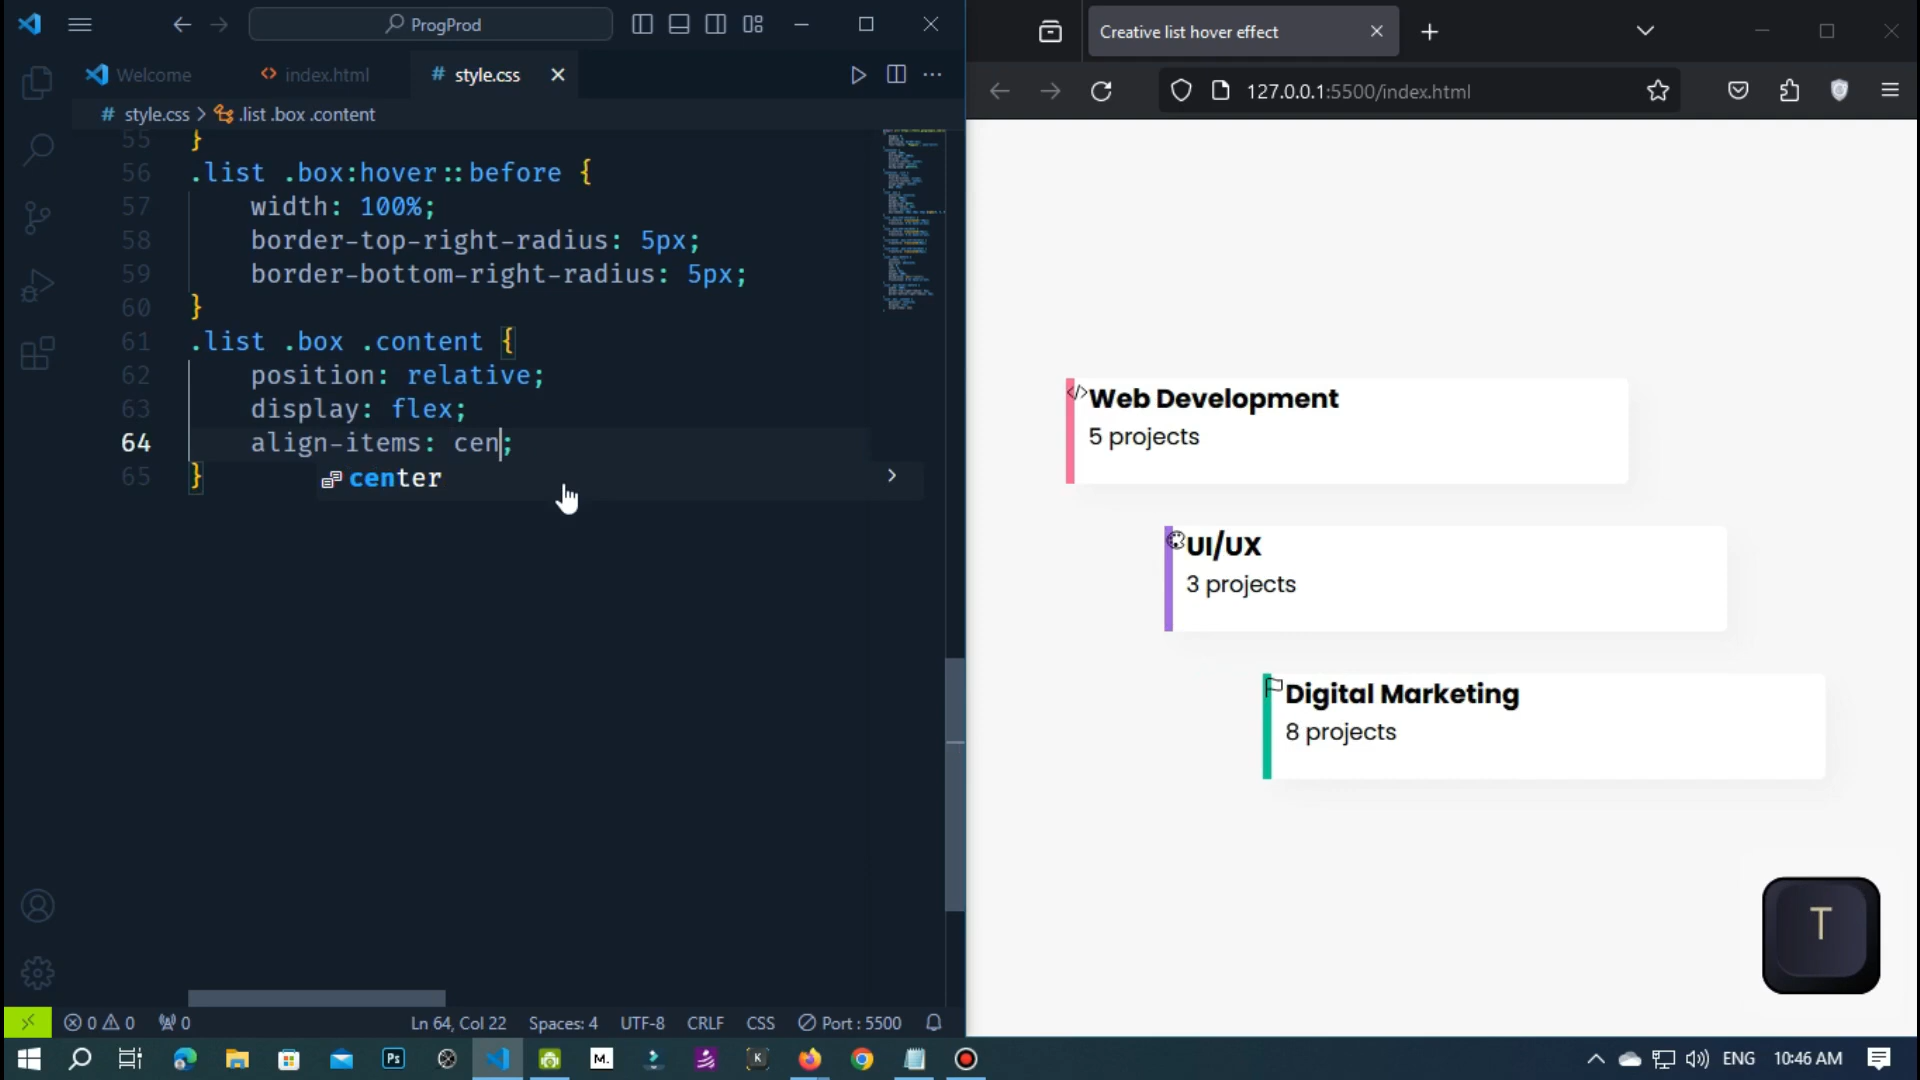 ProgProd
Welcome
index.html
# style.css
# style.css > .list .box .content
55 }
56 .list .box:hover::before {
57 width: 100%;
58 border-top-right-radius: 5px;
59 border-bottom-right-radius: 5px;
60 }
61 .list .box .content {
62 position: relative;
63 display: flex;
64 align-items: cen;
65 }
center
0 0 0
Ln 64, Col 22 Spaces: 4 UTF-8 CRLF CSS Port : 5500
Creative list hover effect
127.0.0.1:5500/index.html
</> Web Development
5 projects
UI/UX
3 projects
Digital Marketing
8 projects
T
Ps
M.
K
ENG 10:46 AM